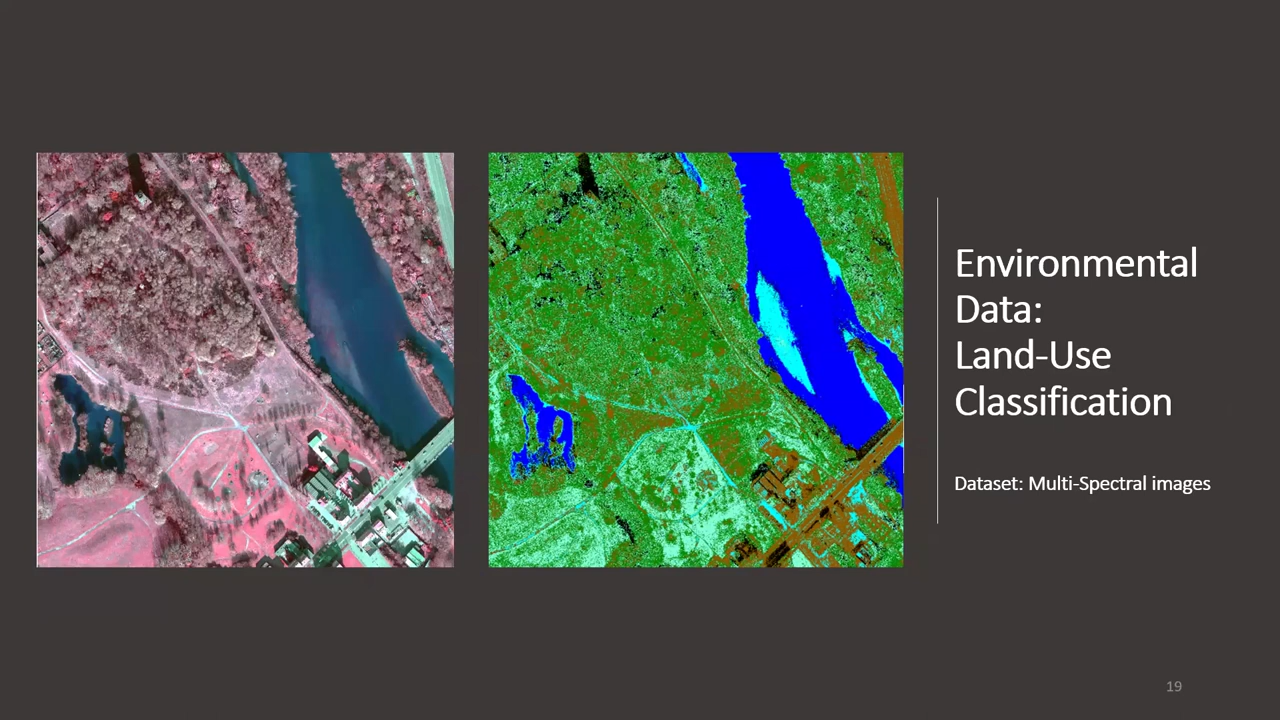 Environmental
Data:
Land-Use
Classification
Dataset: Multi-Spectral images
19